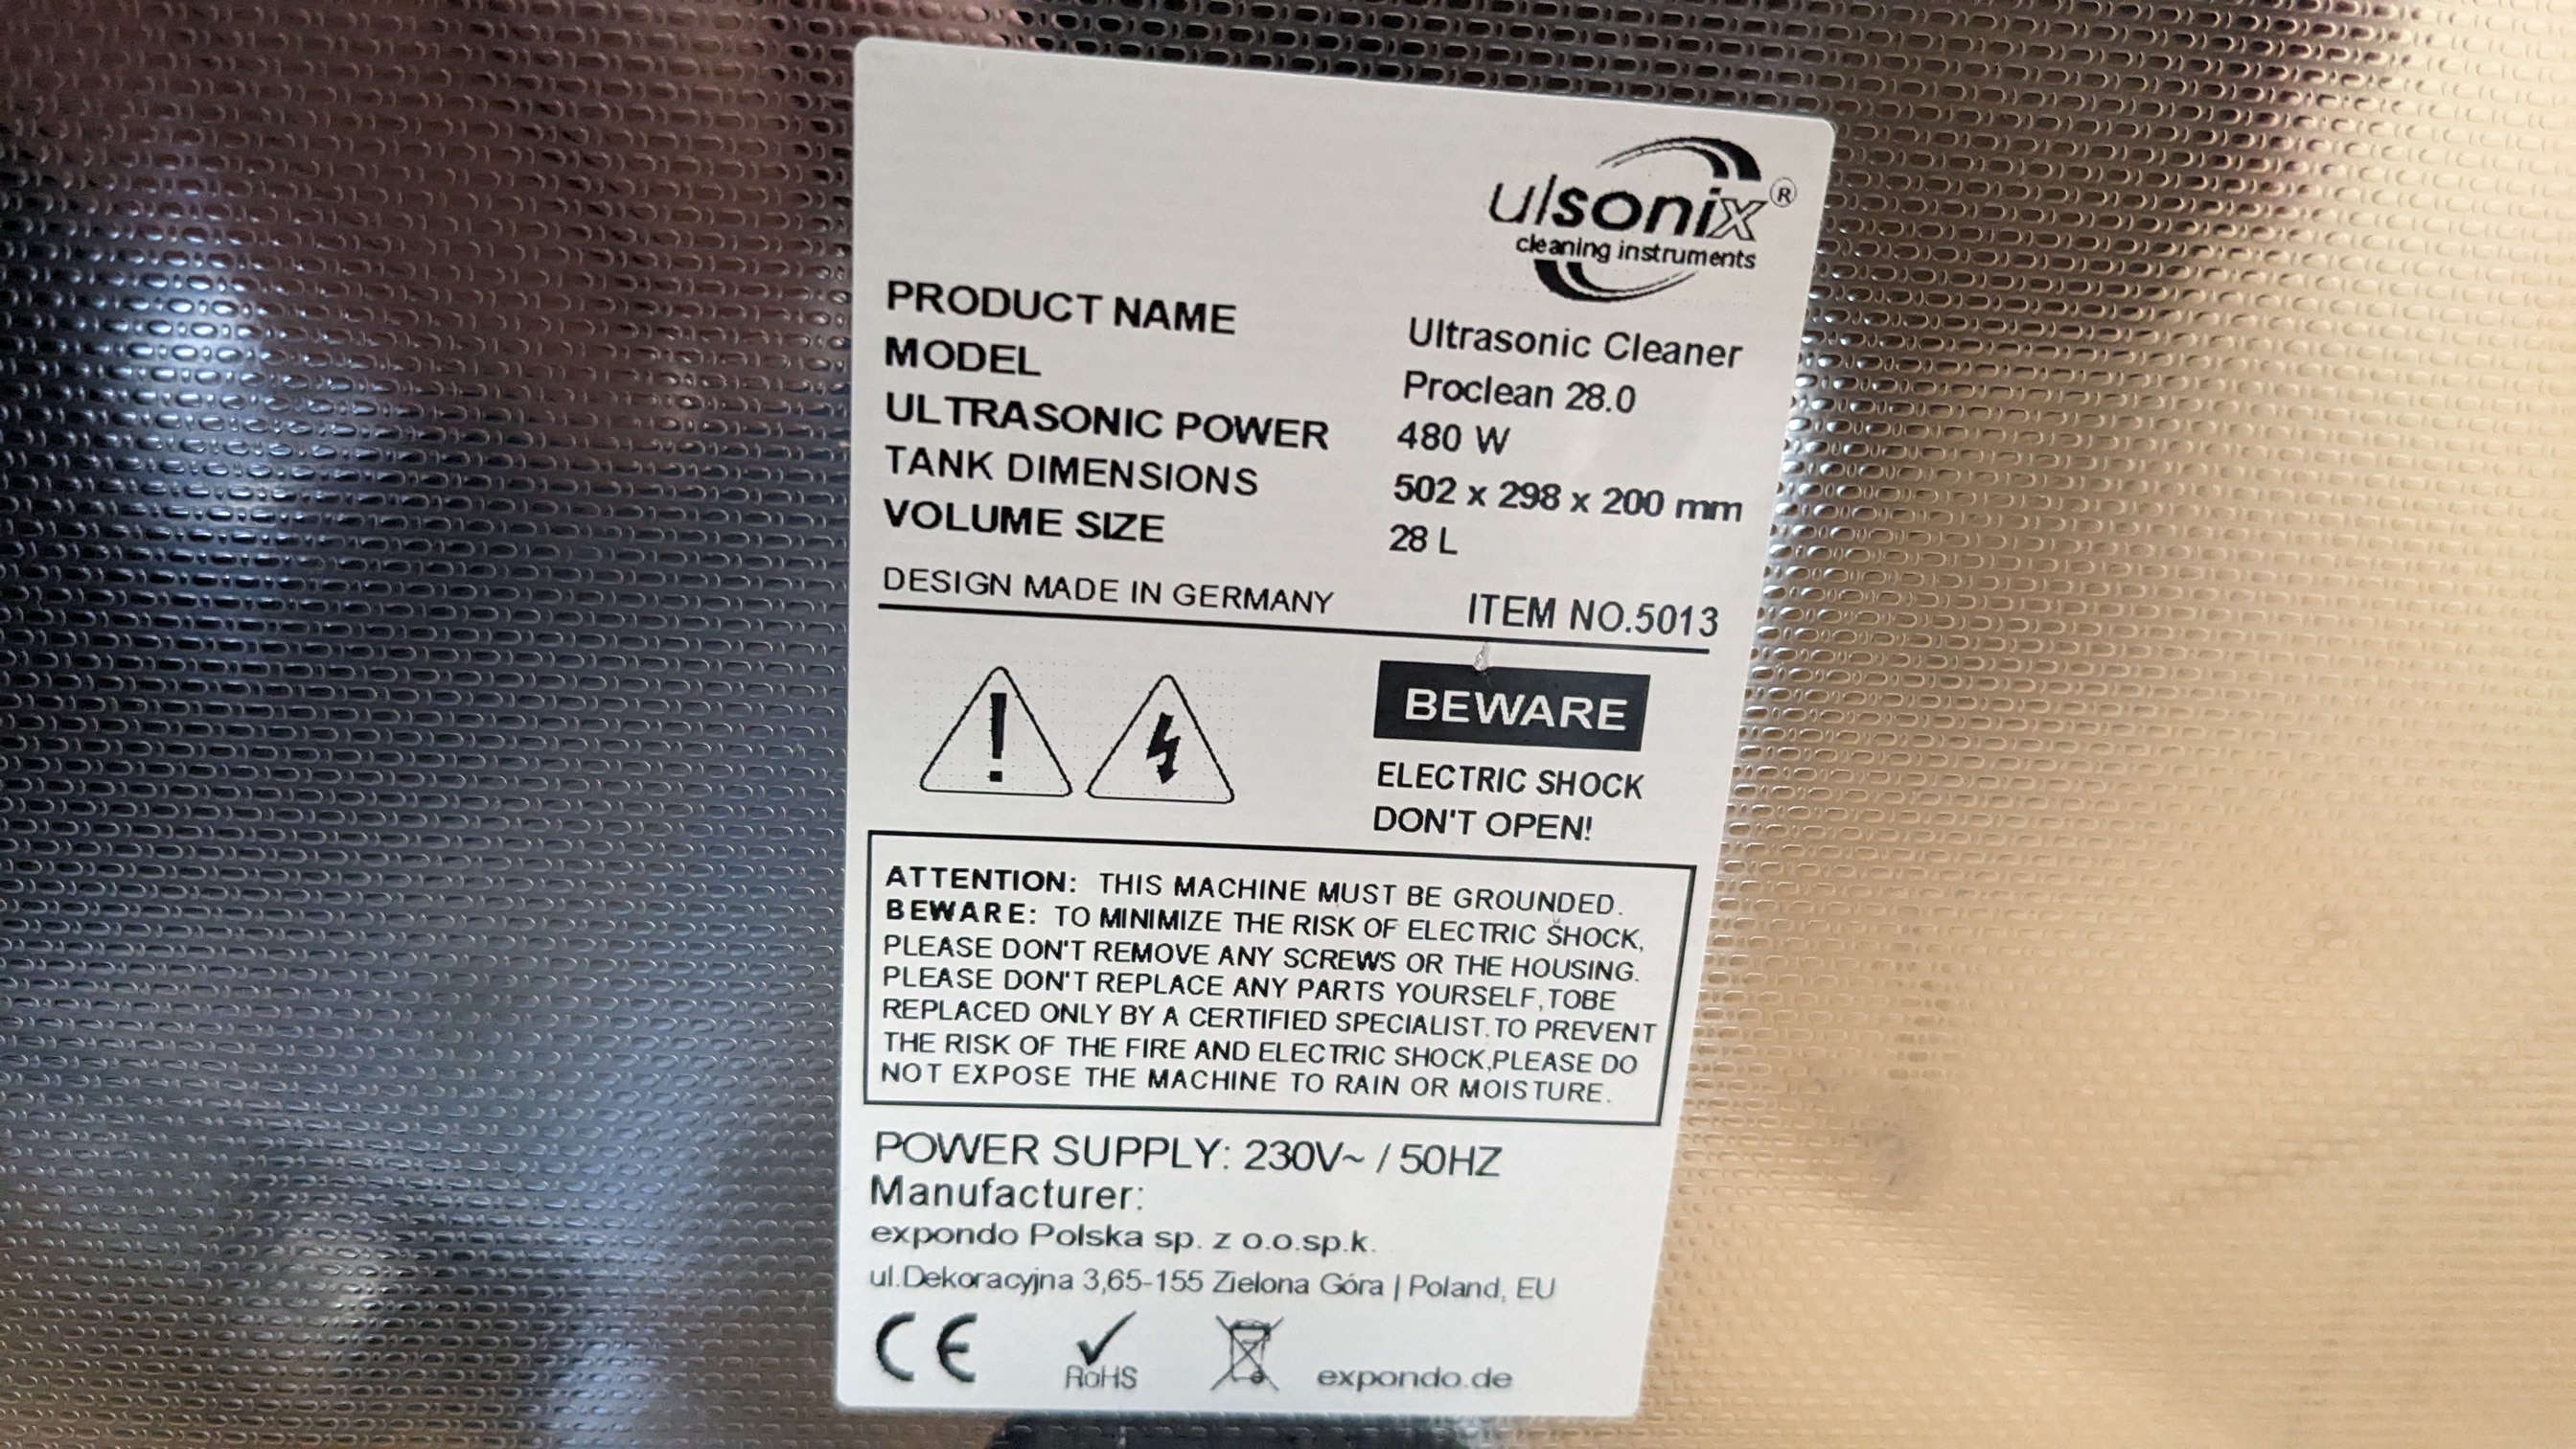 ulsonix®
cleaning instruments
PRODUCT NAME Ultrasonic Cleaner
MODEL Proclean 28.0
ULTRASONIC POWER 480 W
TANK DIMENSIONS 502 x 298 x 200 mm
VOLUME SIZE 28 L
DESIGN MADE IN GERMANY ITEM NO.5013
BEWARE
ELECTRIC SHOCK
DON'T OPEN!
ATTENTION: THIS MACHINE MUST BE GROUNDED.
BEWARE: TO MINIMIZE THE RISK OF ELECTRIC SHOCK,
PLEASE DON'T REMOVE ANY SCREWS OR THE HOUSING.
PLEASE DON'T REPLACE ANY PARTS YOURSELF,TOBE
REPLACED ONLY BY A CERTIFIED SPECIALIST.TO PREVENT
THE RISK OF THE FIRE AND ELECTRIC SHOCK,PLEASE DO
NOT EXPOSE THE MACHINE TO RAIN OR MOISTURE.
POWER SUPPLY: 230V~ / 50HZ
Manufacturer:
expondo Polska sp. z o.o.sp.k.
ul.Dekoracyjna 3,65-155 Zielona Góra | Poland, EU
CE RoHS expondo.de